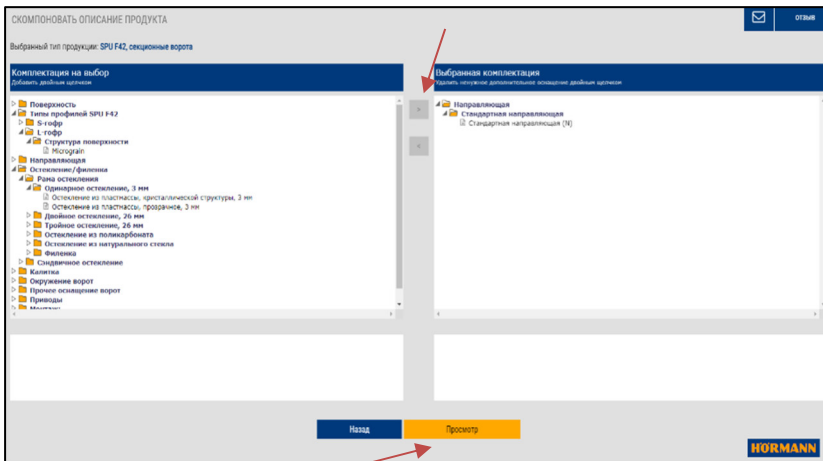 СКОМПОНОВАТЬ ОПИСАНИЕ ПРОДУКТА
ОТЗЫВ
Выбранный тип продукции: SPU F42, секционные ворота
Комплектация на выбор
Добавить двойным щелчком
Поверхность
Типы профилей SPU F42
S-гофр
L-гофр
Структура поверхности
Micrograin
Направляющая
Остекление/филенка
Рама остекления
Одинарное остекление, 3 мм
Остекление из пластмассы, кристаллической структуры, 3 мм
Остекление из пластмассы, прозрачное, 3 мм
Двойное остекление, 26 мм
Тройное остекление, 26 мм
Остекление из поликарбоната
Остекление из натурального стекла
Филенка
Сэндвичное остекление
Калитка
Окружение ворот
Прочее оснащение ворот
Приводы
Монтаж
>
<
Выбранная комплектация
Удалить ненужное дополнительное оснащение двойным щелчком
Направляющая
Стандартная направляющая
Стандартная направляющая (N)
Назад
Просмотр
HÖRMANN